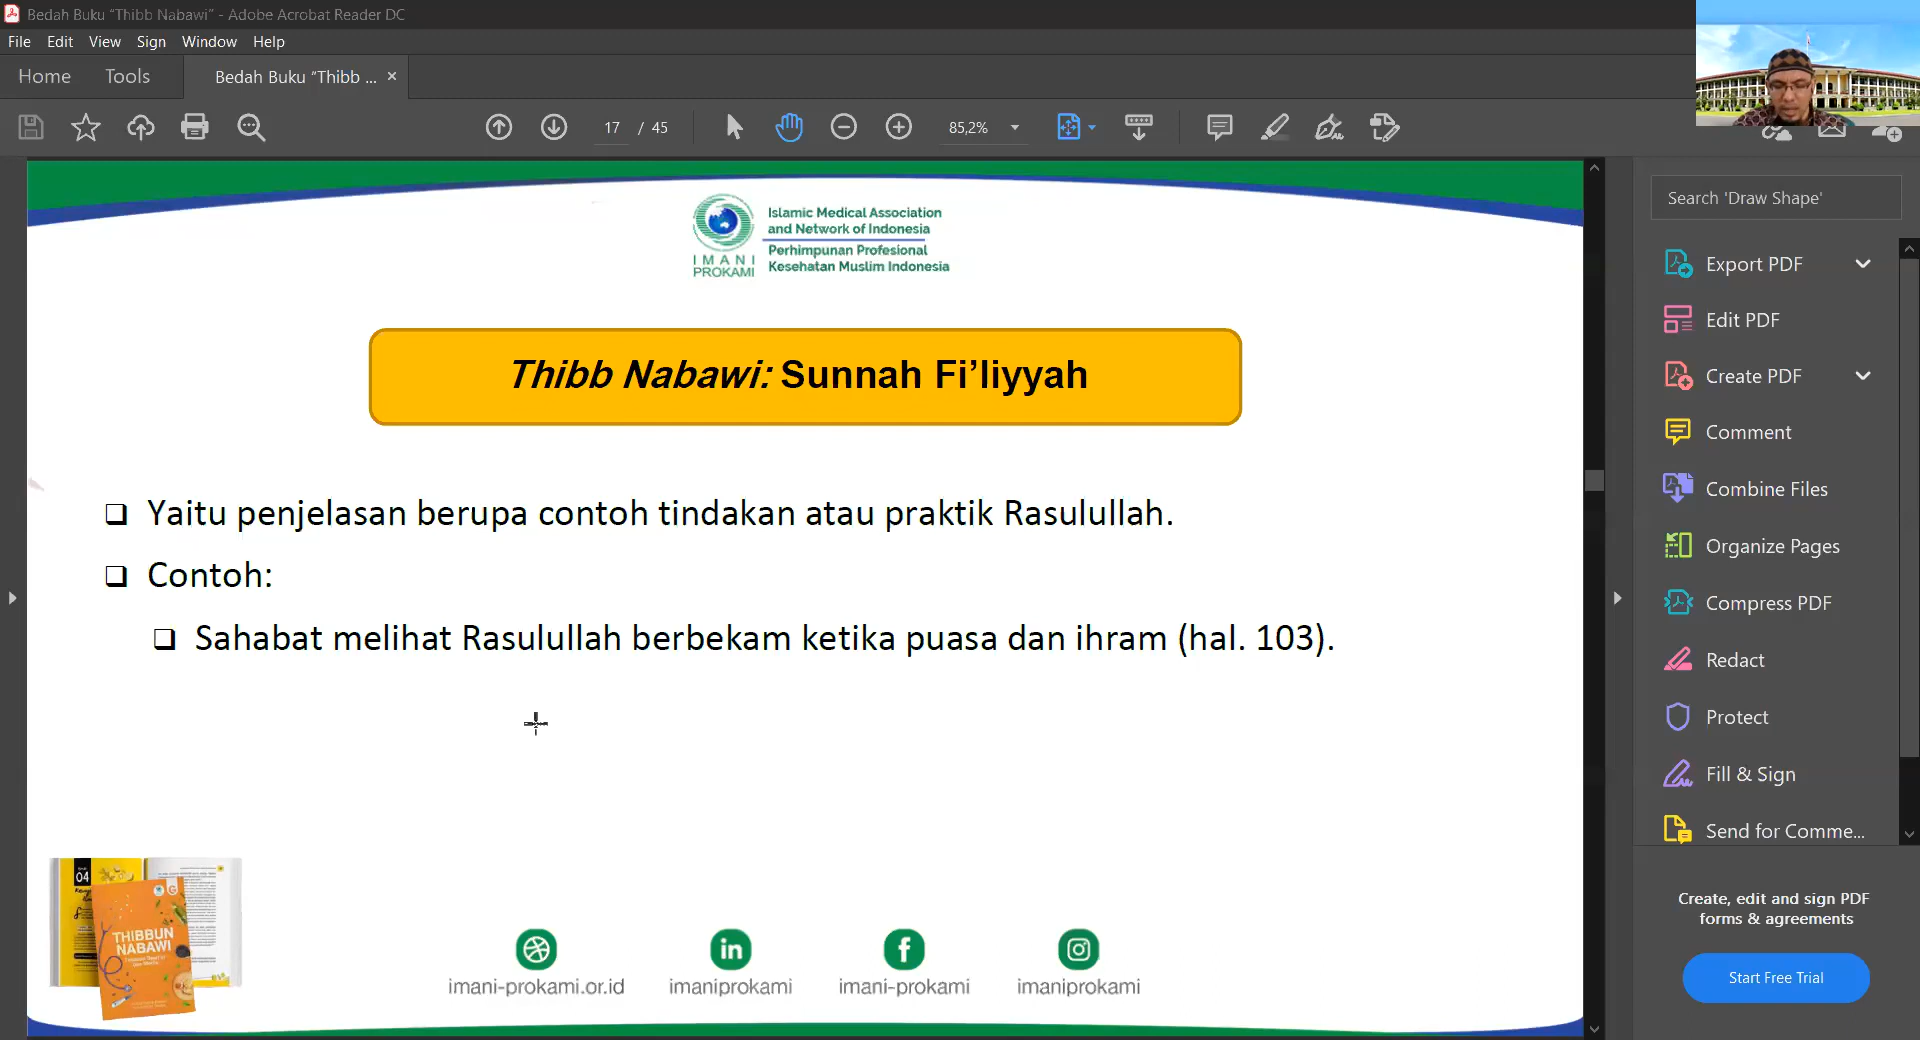 Bedah Buku “Thibb Nabawi” - Adobe Acrobat Reader DC
File Edit View Sign Window Help
Home Tools Bedah Buku “Thibb ... ×
17 / 45 85,2%
Search 'Draw Shape'
Islamic Medical Association
and Network of Indonesia
Perhimpunan Profesional
Kesehatan Muslim Indonesia
IMANI
PROKAMI
Export PDF
Edit PDF
Create PDF
Comment
Combine Files
Organize Pages
Compress PDF
Redact
Protect
Fill & Sign
Send for Comme...
Create, edit and sign PDF
forms & agreements
Start Free Trial
Thibb Nabawi: Sunnah Fi’liyyah
Yaitu penjelasan berupa contoh tindakan atau praktik Rasulullah.
Contoh:
Sahabat melihat Rasulullah berbekam ketika puasa dan ihram (hal. 103).
04
THIBBUN
NABAWI
imani-prokami.or.id imaniprokami imani-prokami imaniprokami